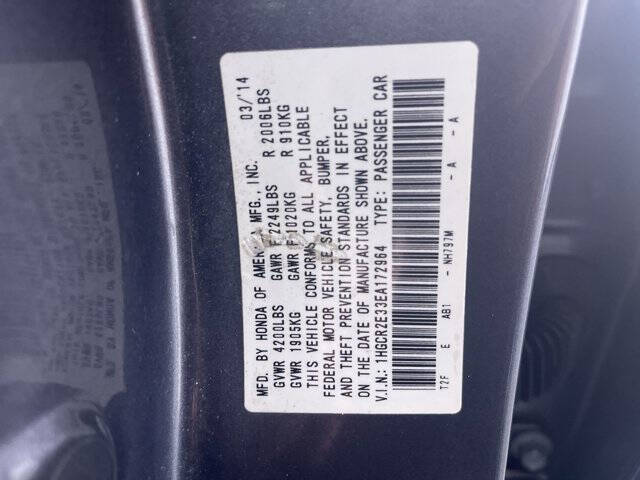 MFD. BY HONDA OF AMERICA MFG., INC. 03/'14
GVWR 4200LBS GAWR F 2249LBS R 2006LBS
GVWR 1905KG GAWR F 1020KG R 910KG
THIS VEHICLE CONFORMS TO ALL APPLICABLE
FEDERAL MOTOR VEHICLE SAFETY, BUMPER,
AND THEFT PREVENTION STANDARDS IN EFFECT
ON THE DATE OF MANUFACTURE SHOWN ABOVE.
V.I.N.: 1HGCR2E33EA172964 TYPE: PASSENGER CAR
T2F E AB1 - NH797M - A - A